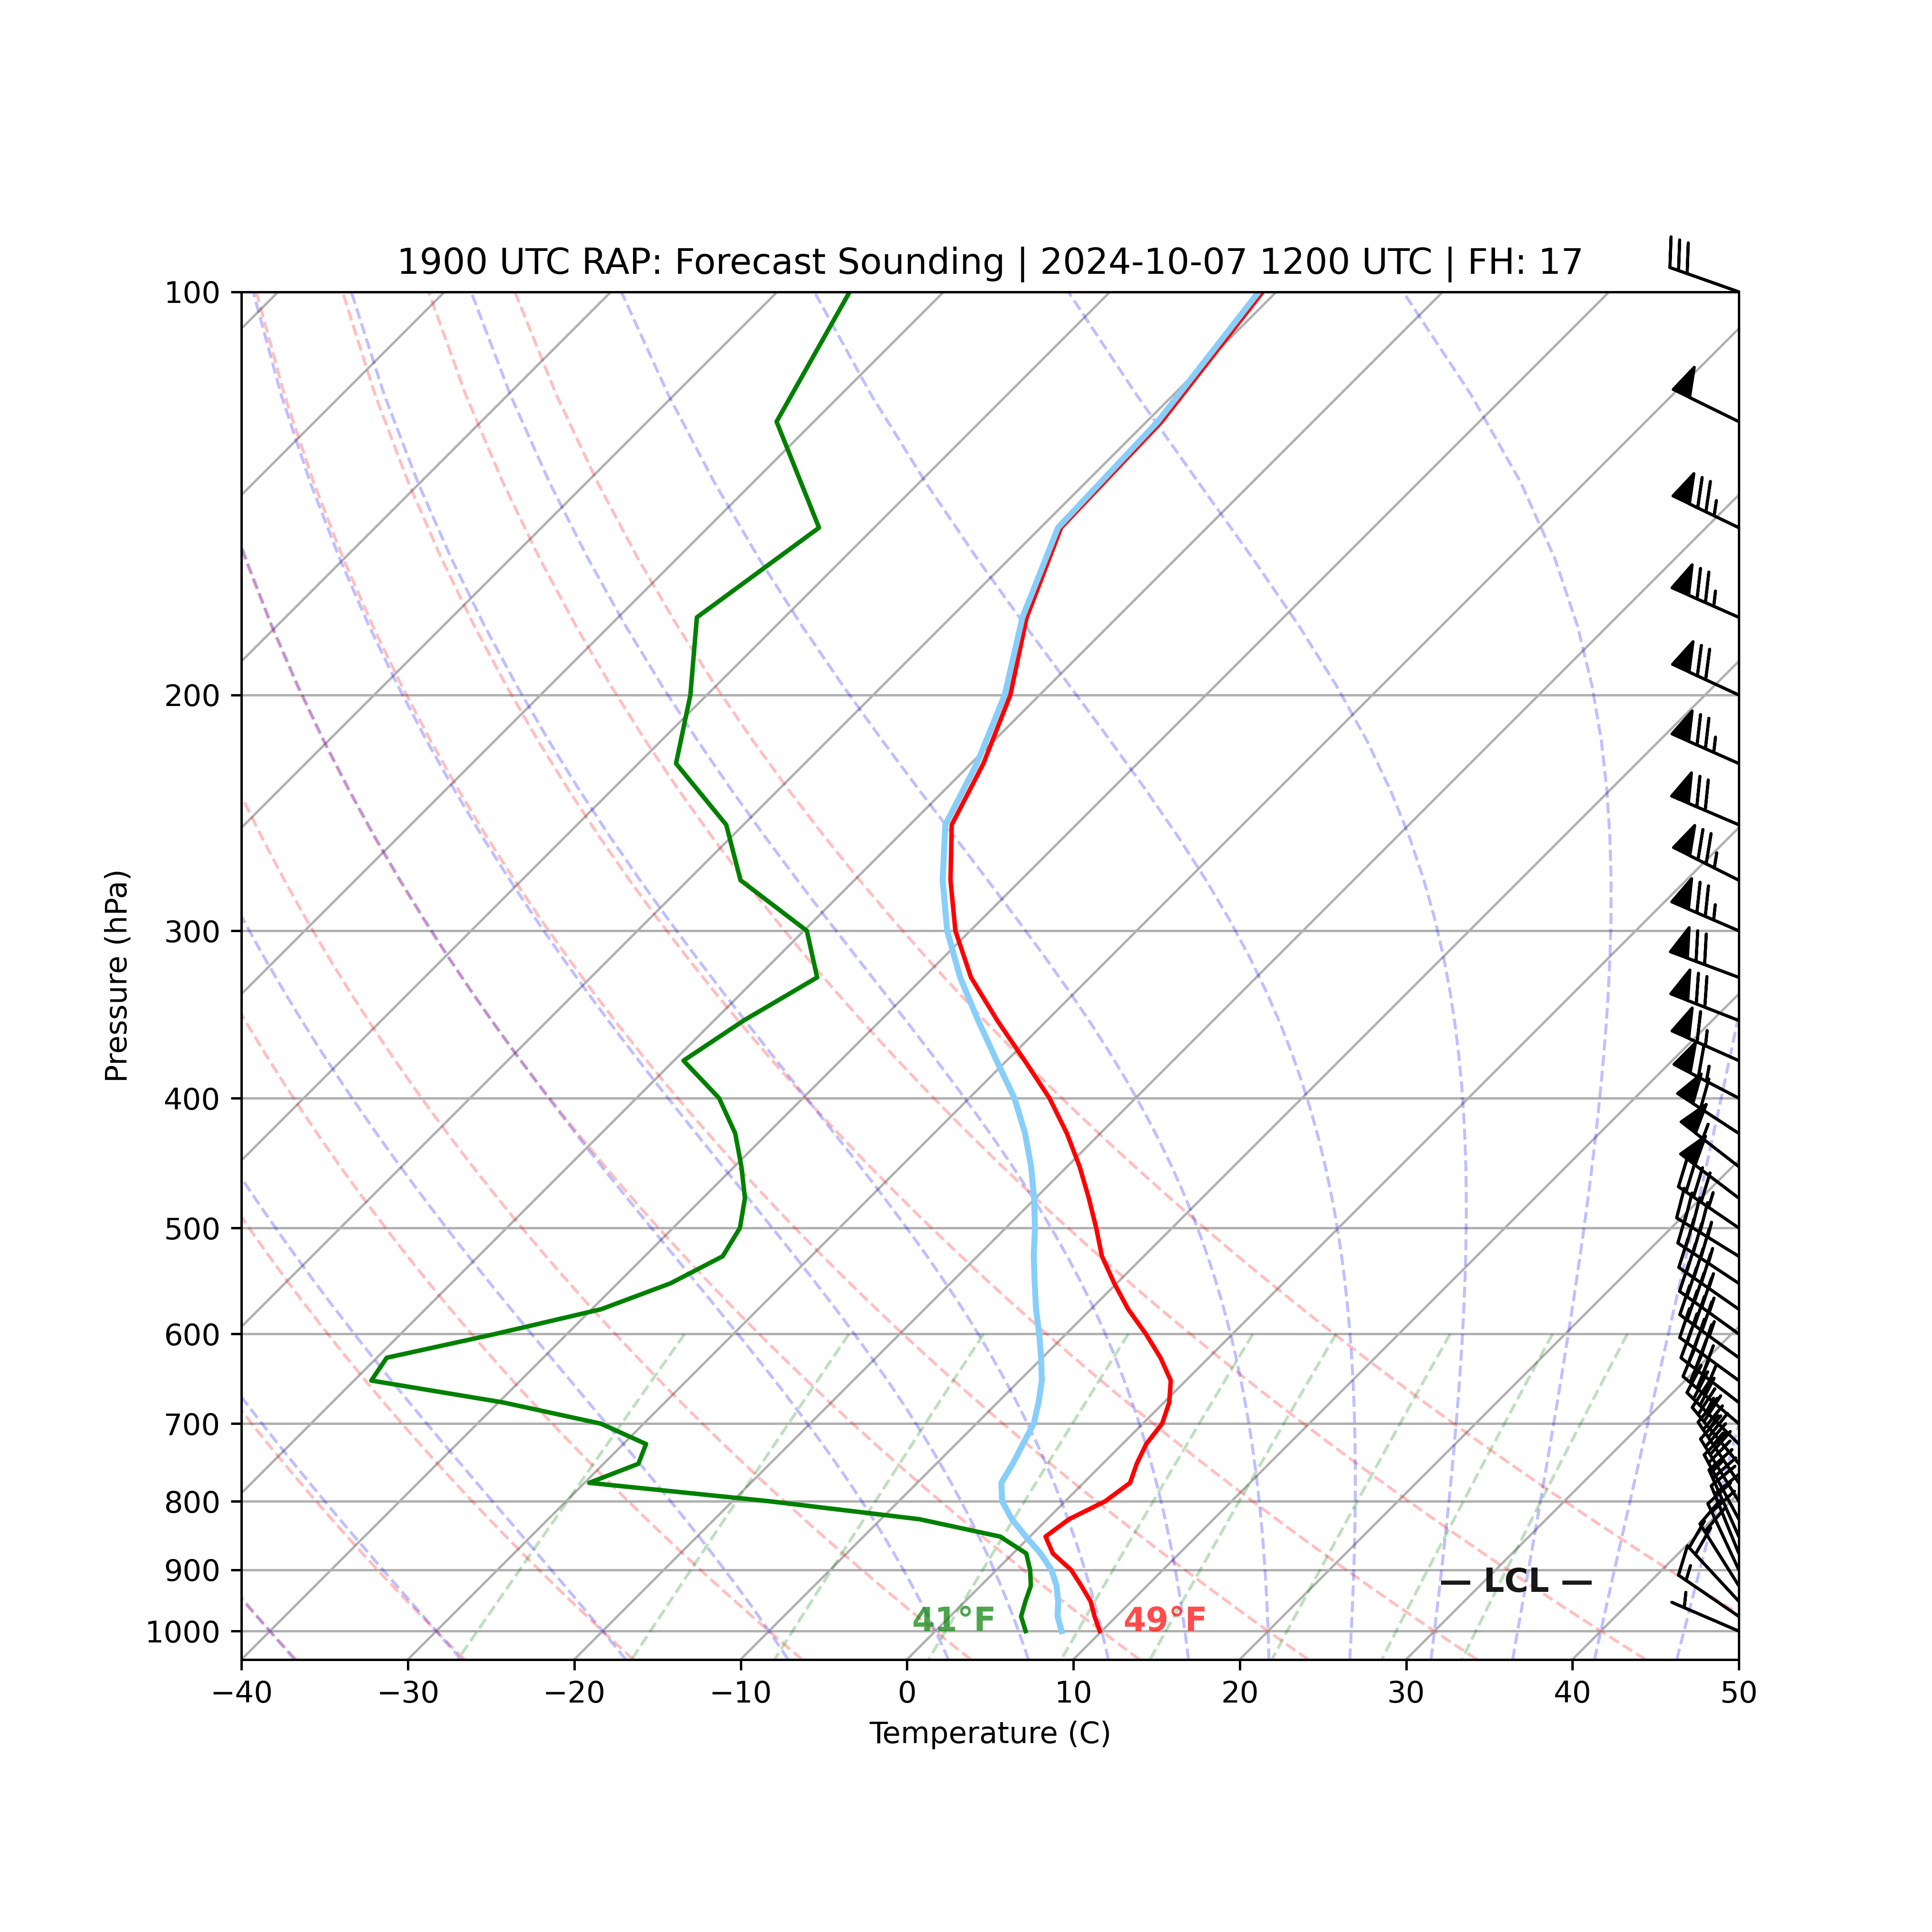 1900 UTC RAP: Forecast Sounding | 2024-10-07 1200 UTC | FH: 17
100
200
300
400
500
600
700
800
900
1000
Pressure (hPa)
— LCL —
41°F
49°F
−40 −30 −20 −10 0 10 20 30 40 50
Temperature (C)